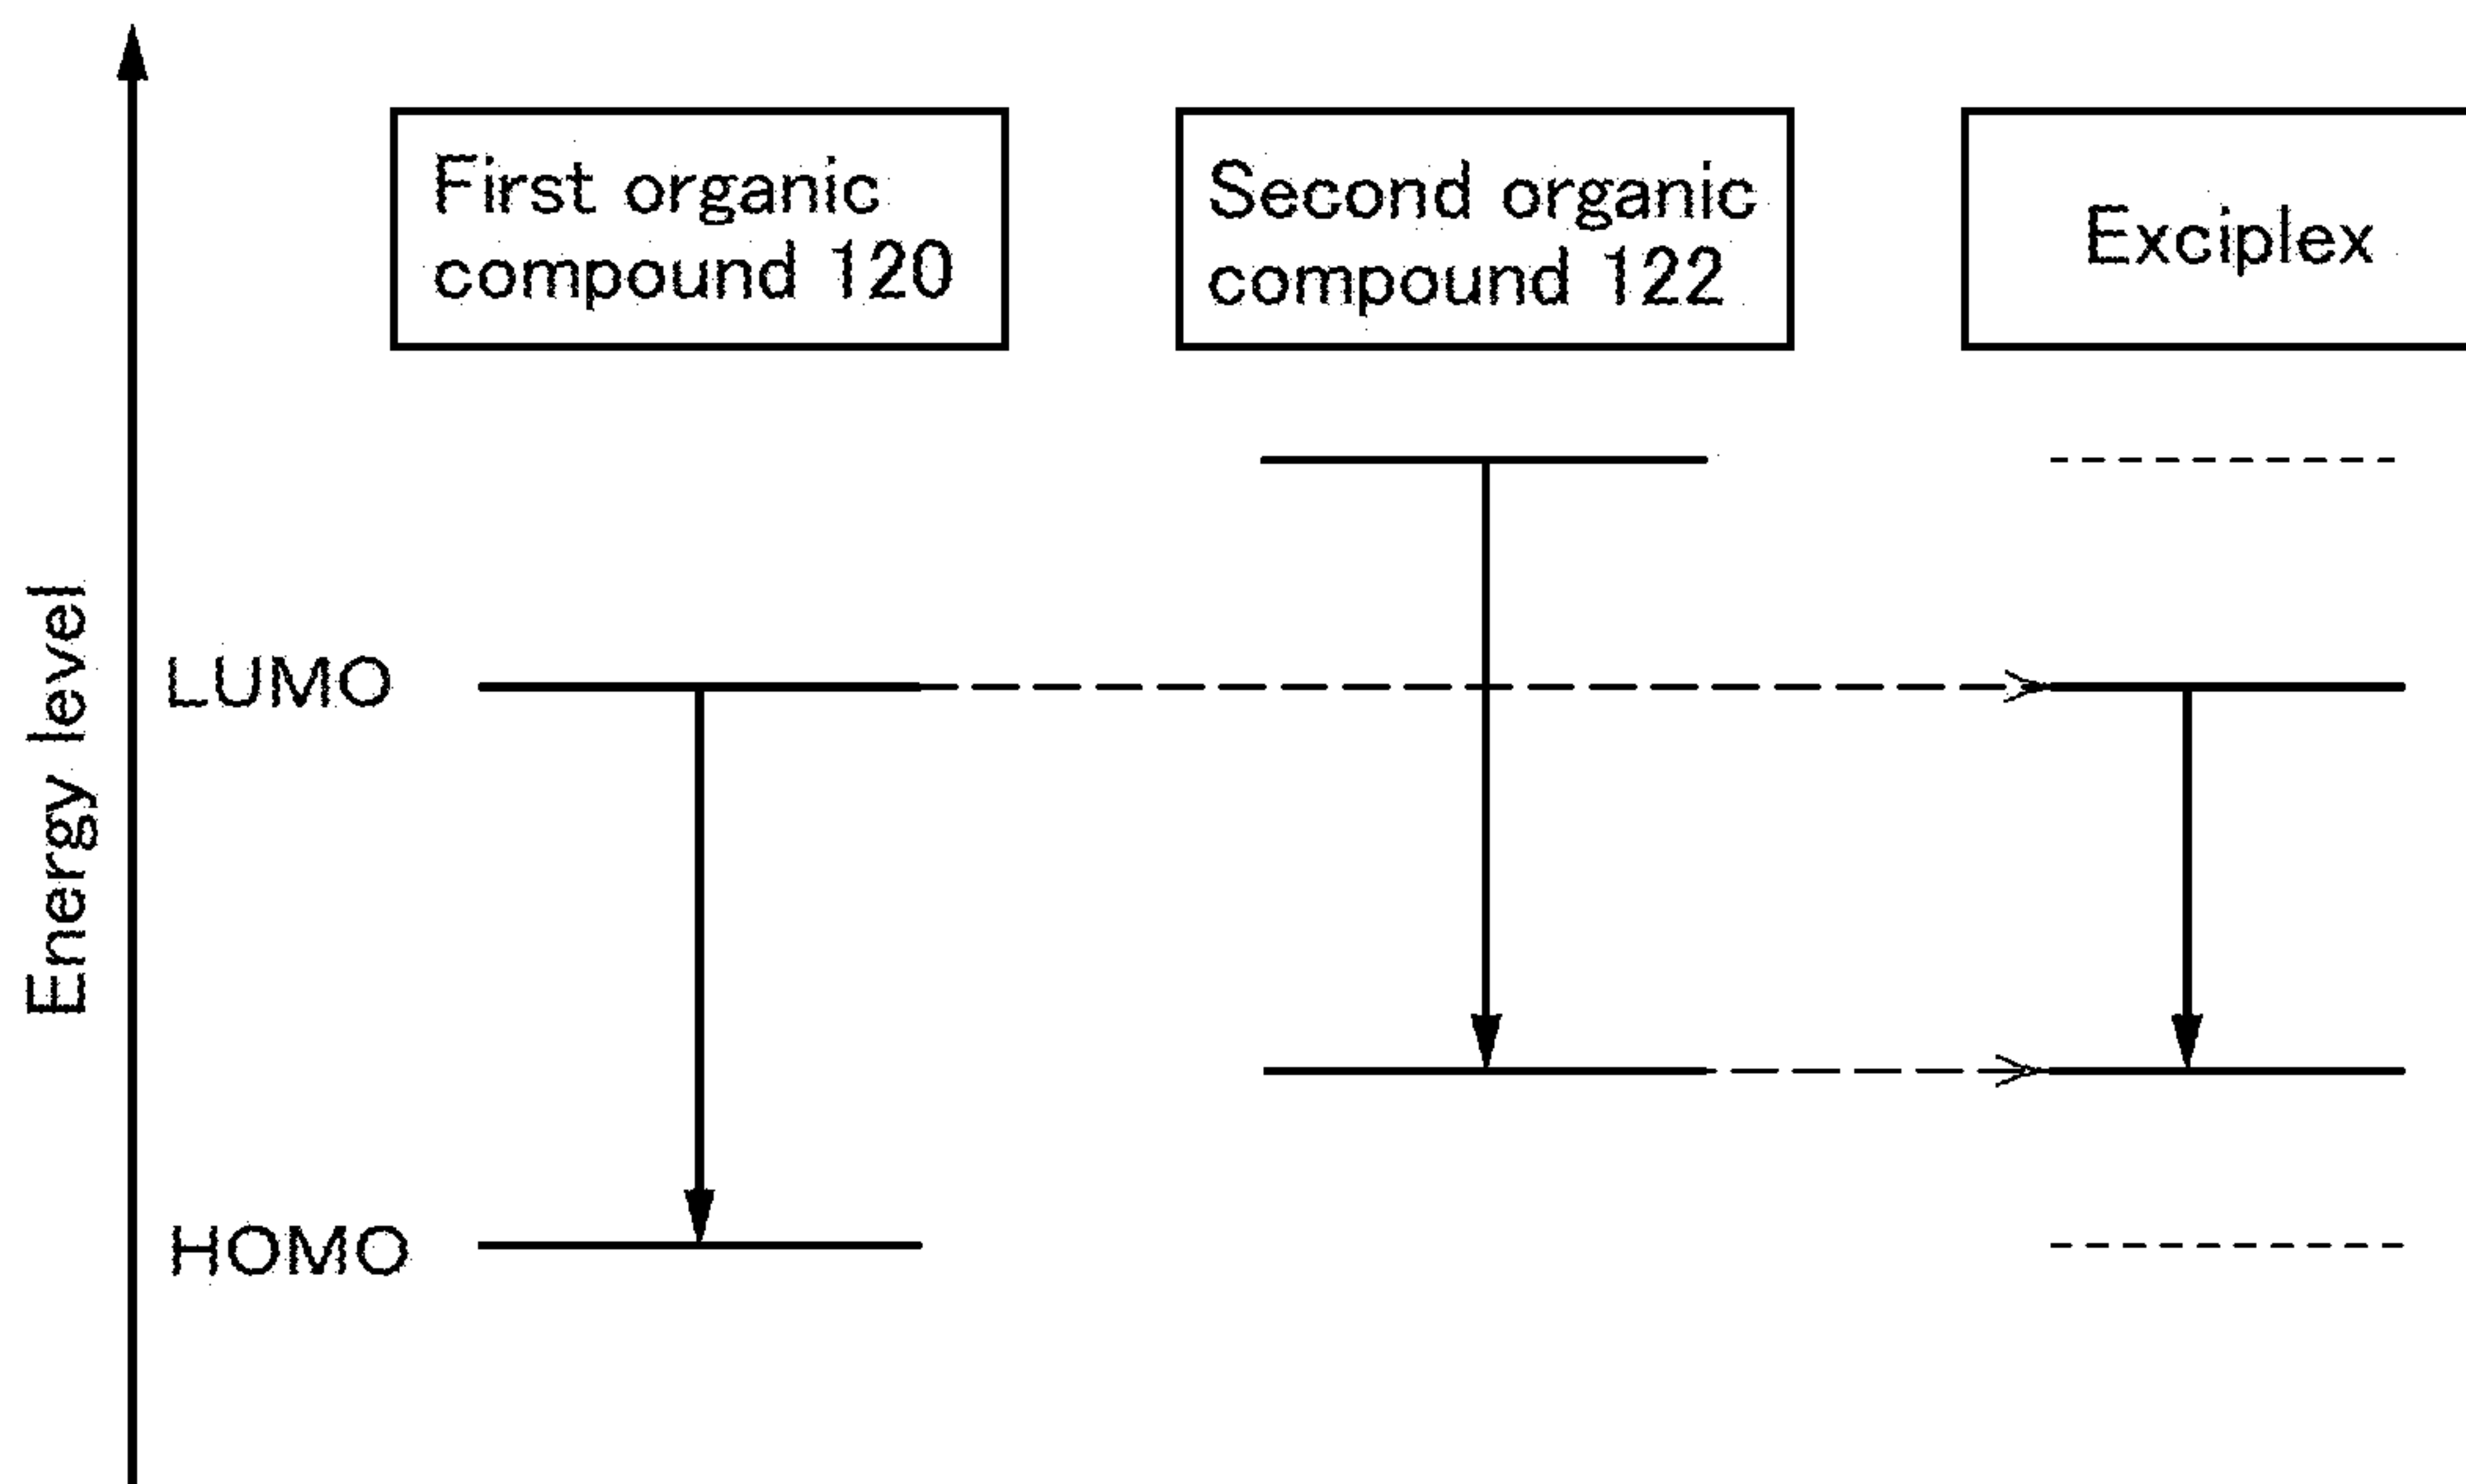 First organic
compound 120
Second organic
compound 122
Exciplex
Energy level
LUMO
HOMO